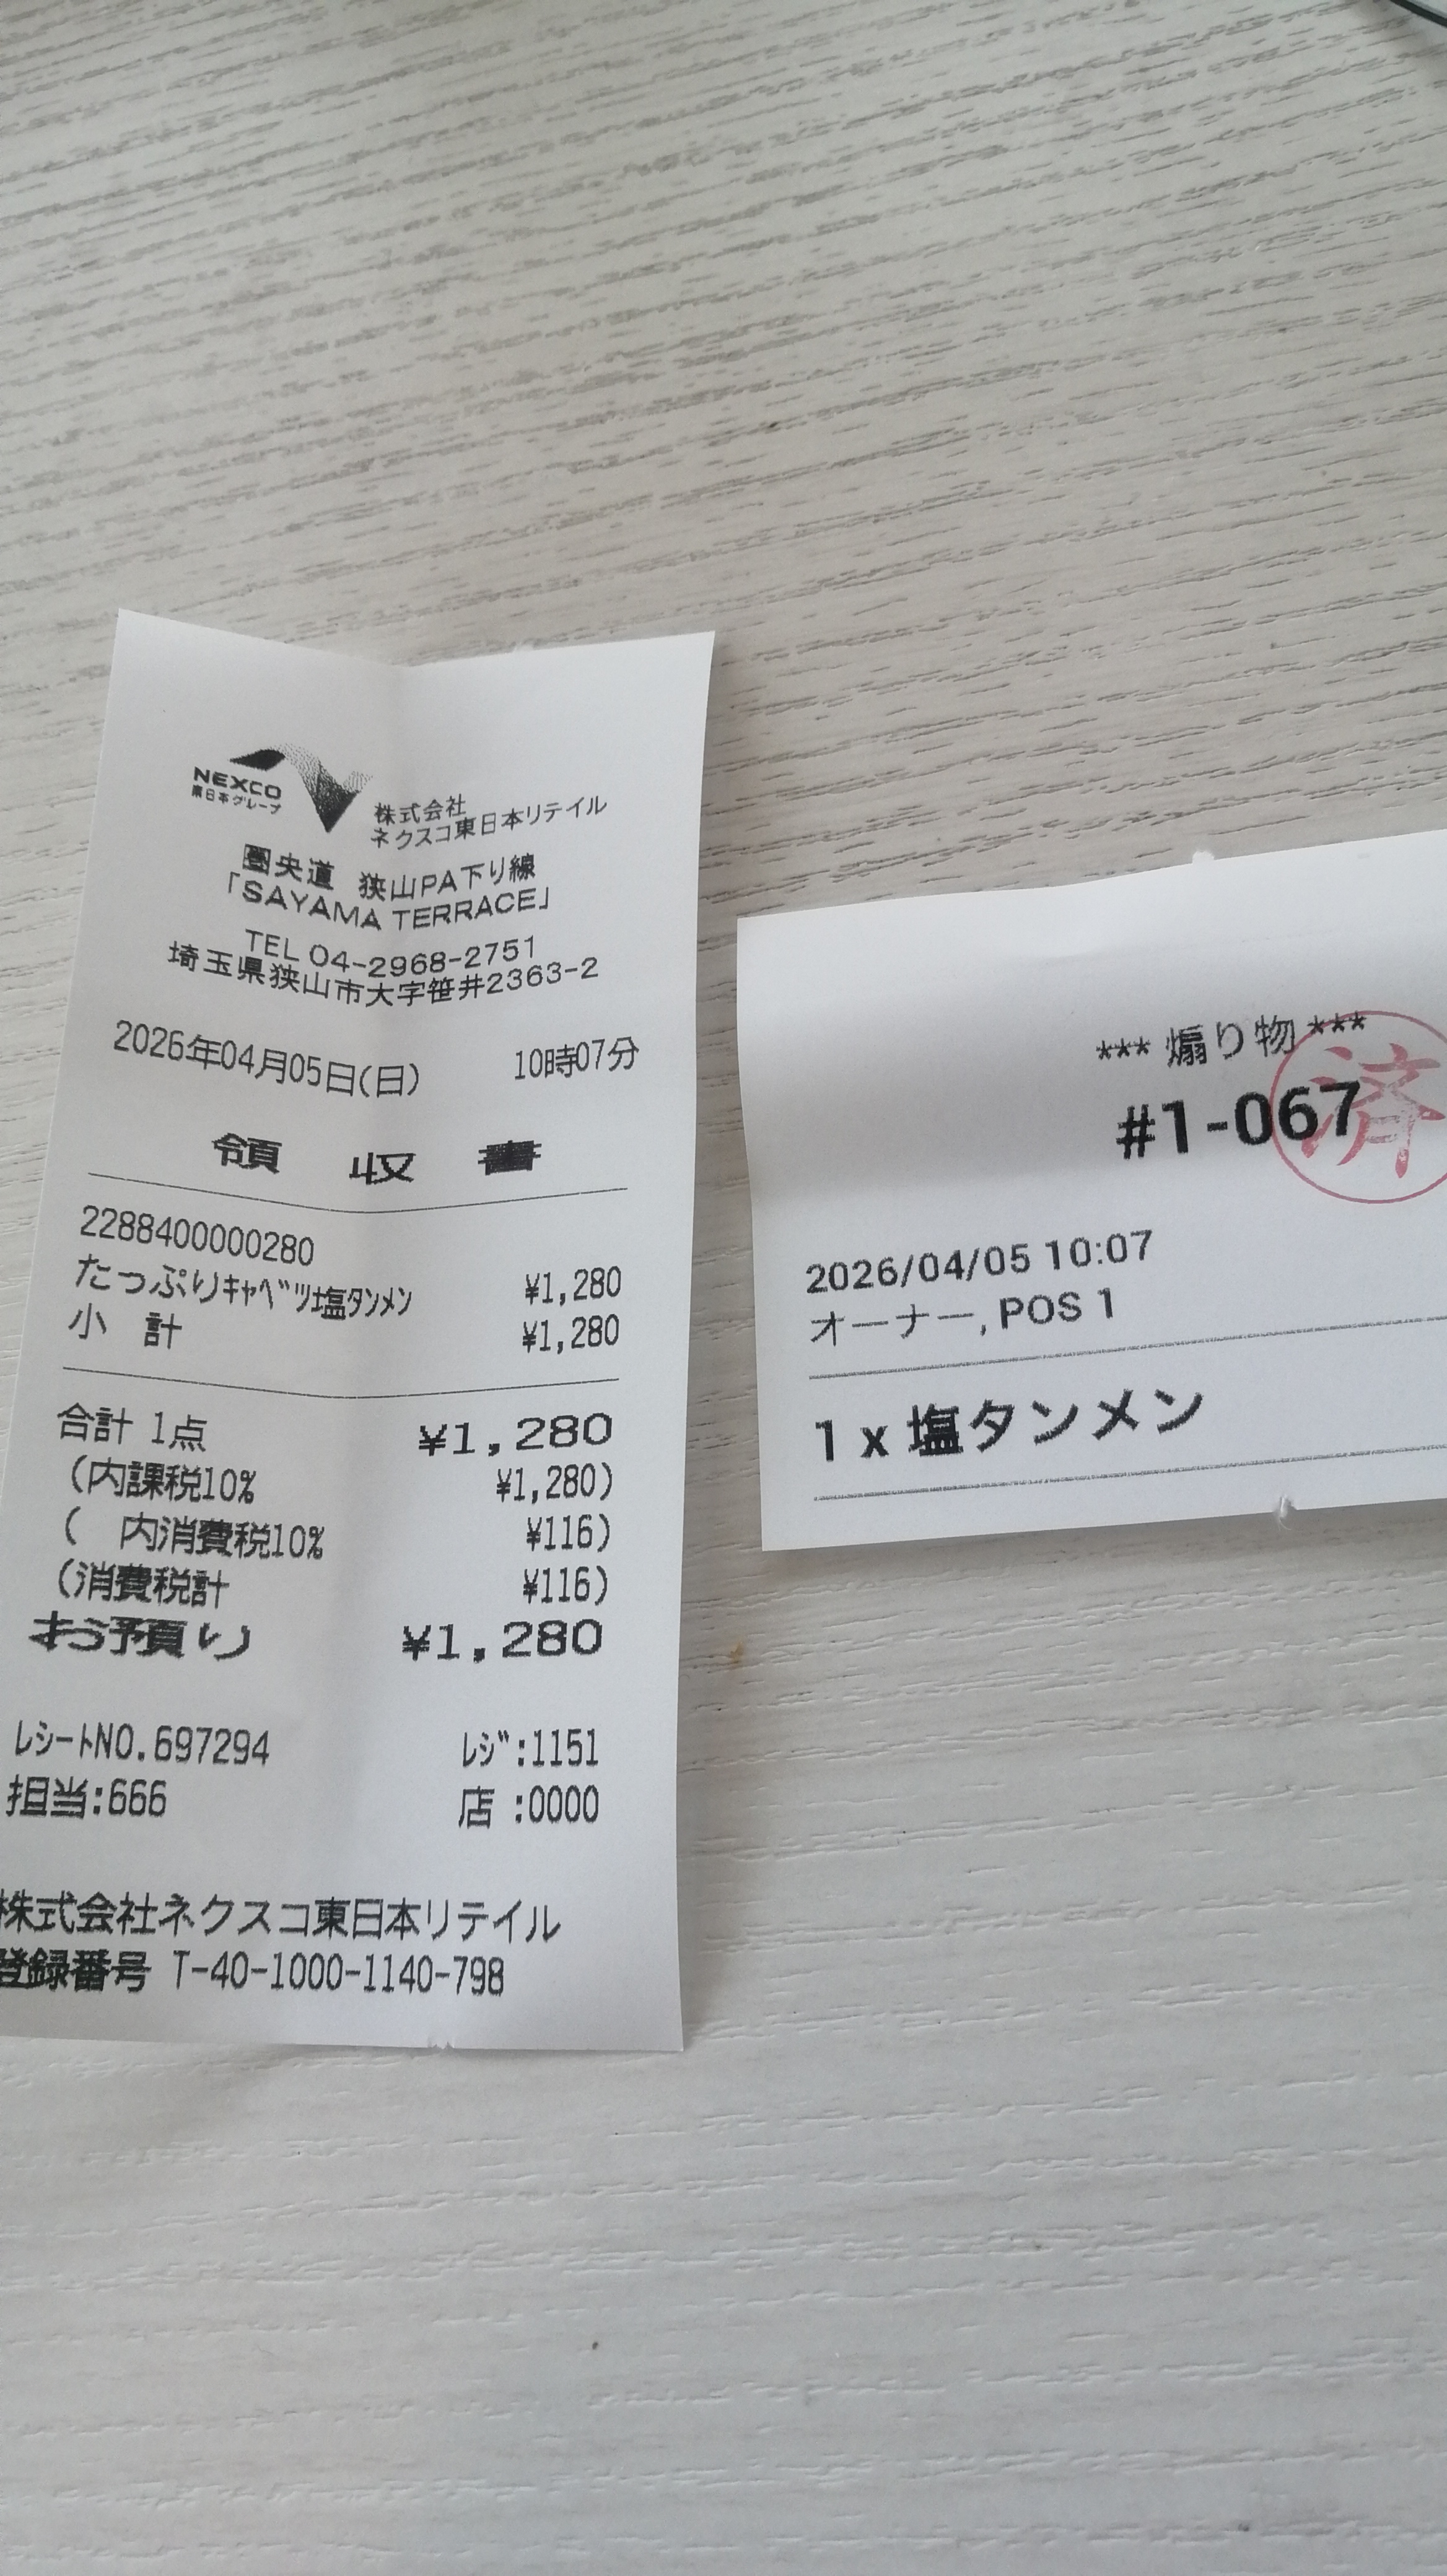 NEXCO
東日本グループ
株式会社
ネクスコ東日本リテイル
圏央道 狭山PA下り線
「SAYAMA TERRACE」
TEL 04-2968-2751
埼玉県狭山市大字笹井2363-2
2026年04月05日(日) 10時07分
領 収 書
2288400000280
たっぷりｷｬﾍﾞﾂ塩ﾀﾝﾒﾝ ¥1,280
小 計 ¥1,280
合計 1点 ¥1,280
(内課税10% ¥1,280)
( 内消費税10% ¥116)
(消費税計 ¥116)
お預り ¥1,280
ﾚｼｰﾄNO.697294 ﾚｼﾞ:1151
担当:666 店 :0000
株式会社ネクスコ東日本リテイル
登録番号 T-40-1000-1140-798
*** 煽り物 ***
#1-067
済
2026/04/05 10:07
オーナー, POS 1
1 x 塩タンメン